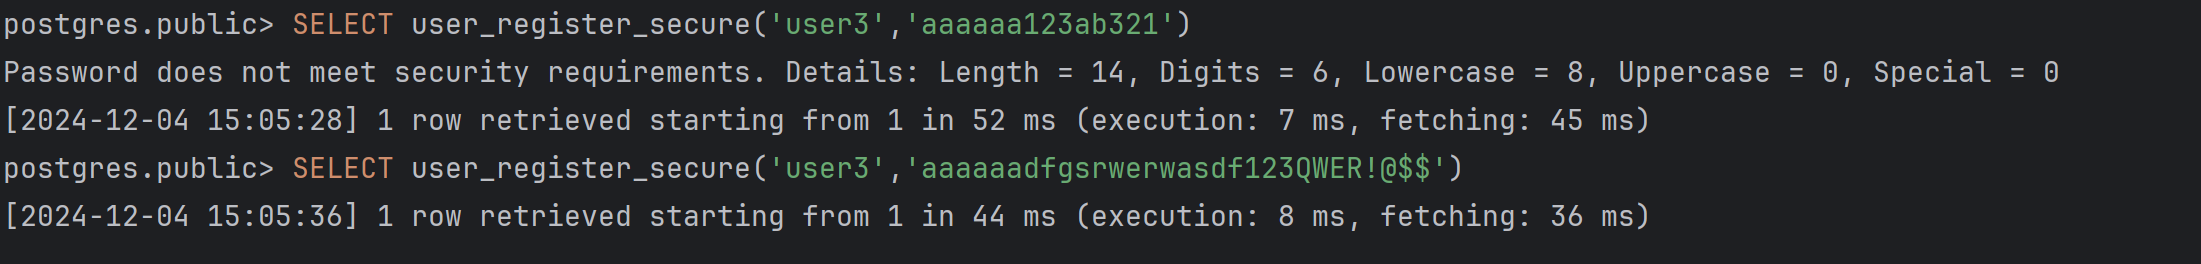 postgres.public> SELECT user_register_secure('user3','aaaaaa123ab321')
Password does not meet security requirements. Details: Length = 14, Digits = 6, Lowercase = 8, Uppercase = 0, Special = 0
[2024-12-04 15:05:28] 1 row retrieved starting from 1 in 52 ms (execution: 7 ms, fetching: 45 ms)
postgres.public> SELECT user_register_secure('user3','aaaaaadfgsrwerwasdf123QWER!@$$')
[2024-12-04 15:05:36] 1 row retrieved starting from 1 in 44 ms (execution: 8 ms, fetching: 36 ms)